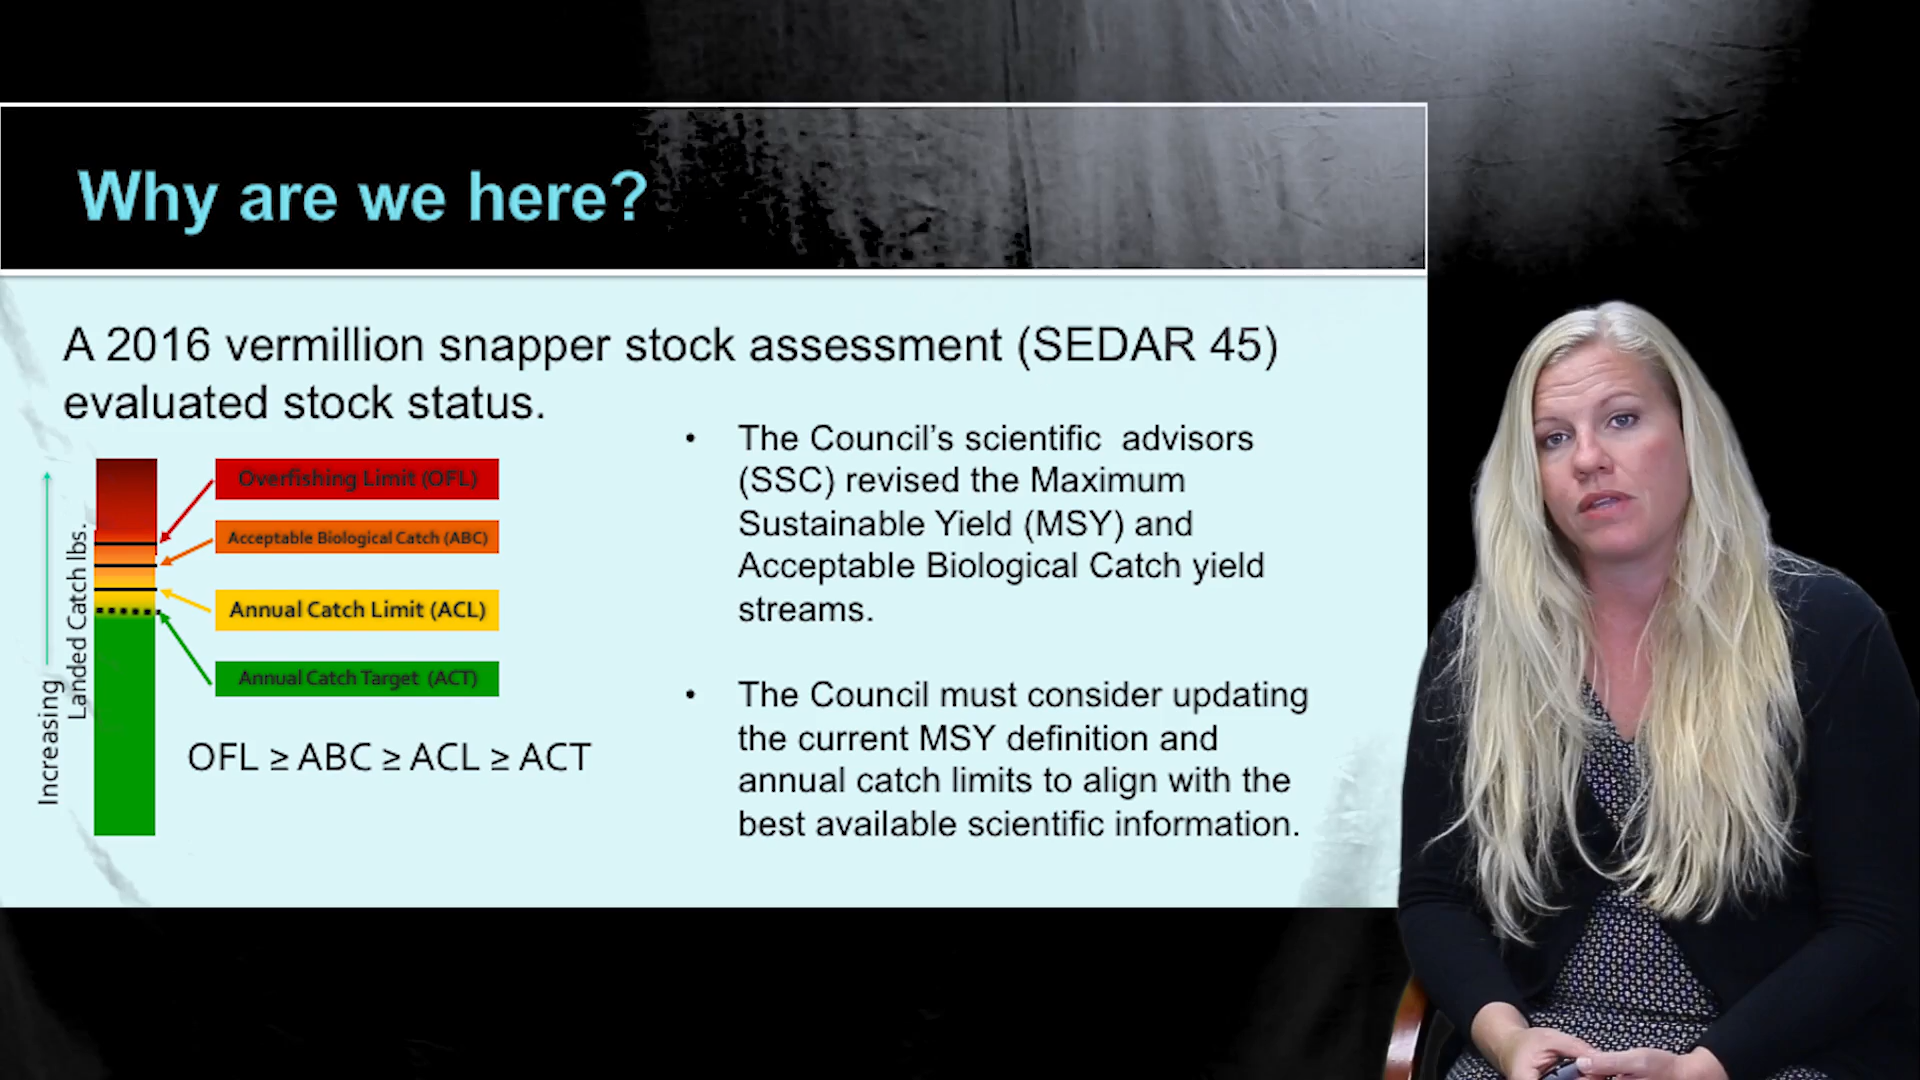 Why are we here?
A 2016 vermillion snapper stock assessment (SEDAR 45)
evaluated stock status.
Increasing
Landed Catch lbs.
Overfishing Limit (OFL)
Acceptable Biological Catch (ABC)
Annual Catch Limit (ACL)
Annual Catch Target (ACT)
OFL ≥ ABC ≥ ACL ≥ ACT
• The Council’s scientific advisors
(SSC) revised the Maximum
Sustainable Yield (MSY) and
Acceptable Biological Catch yield
streams.
• The Council must consider updating
the current MSY definition and
annual catch limits to align with the
best available scientific information.